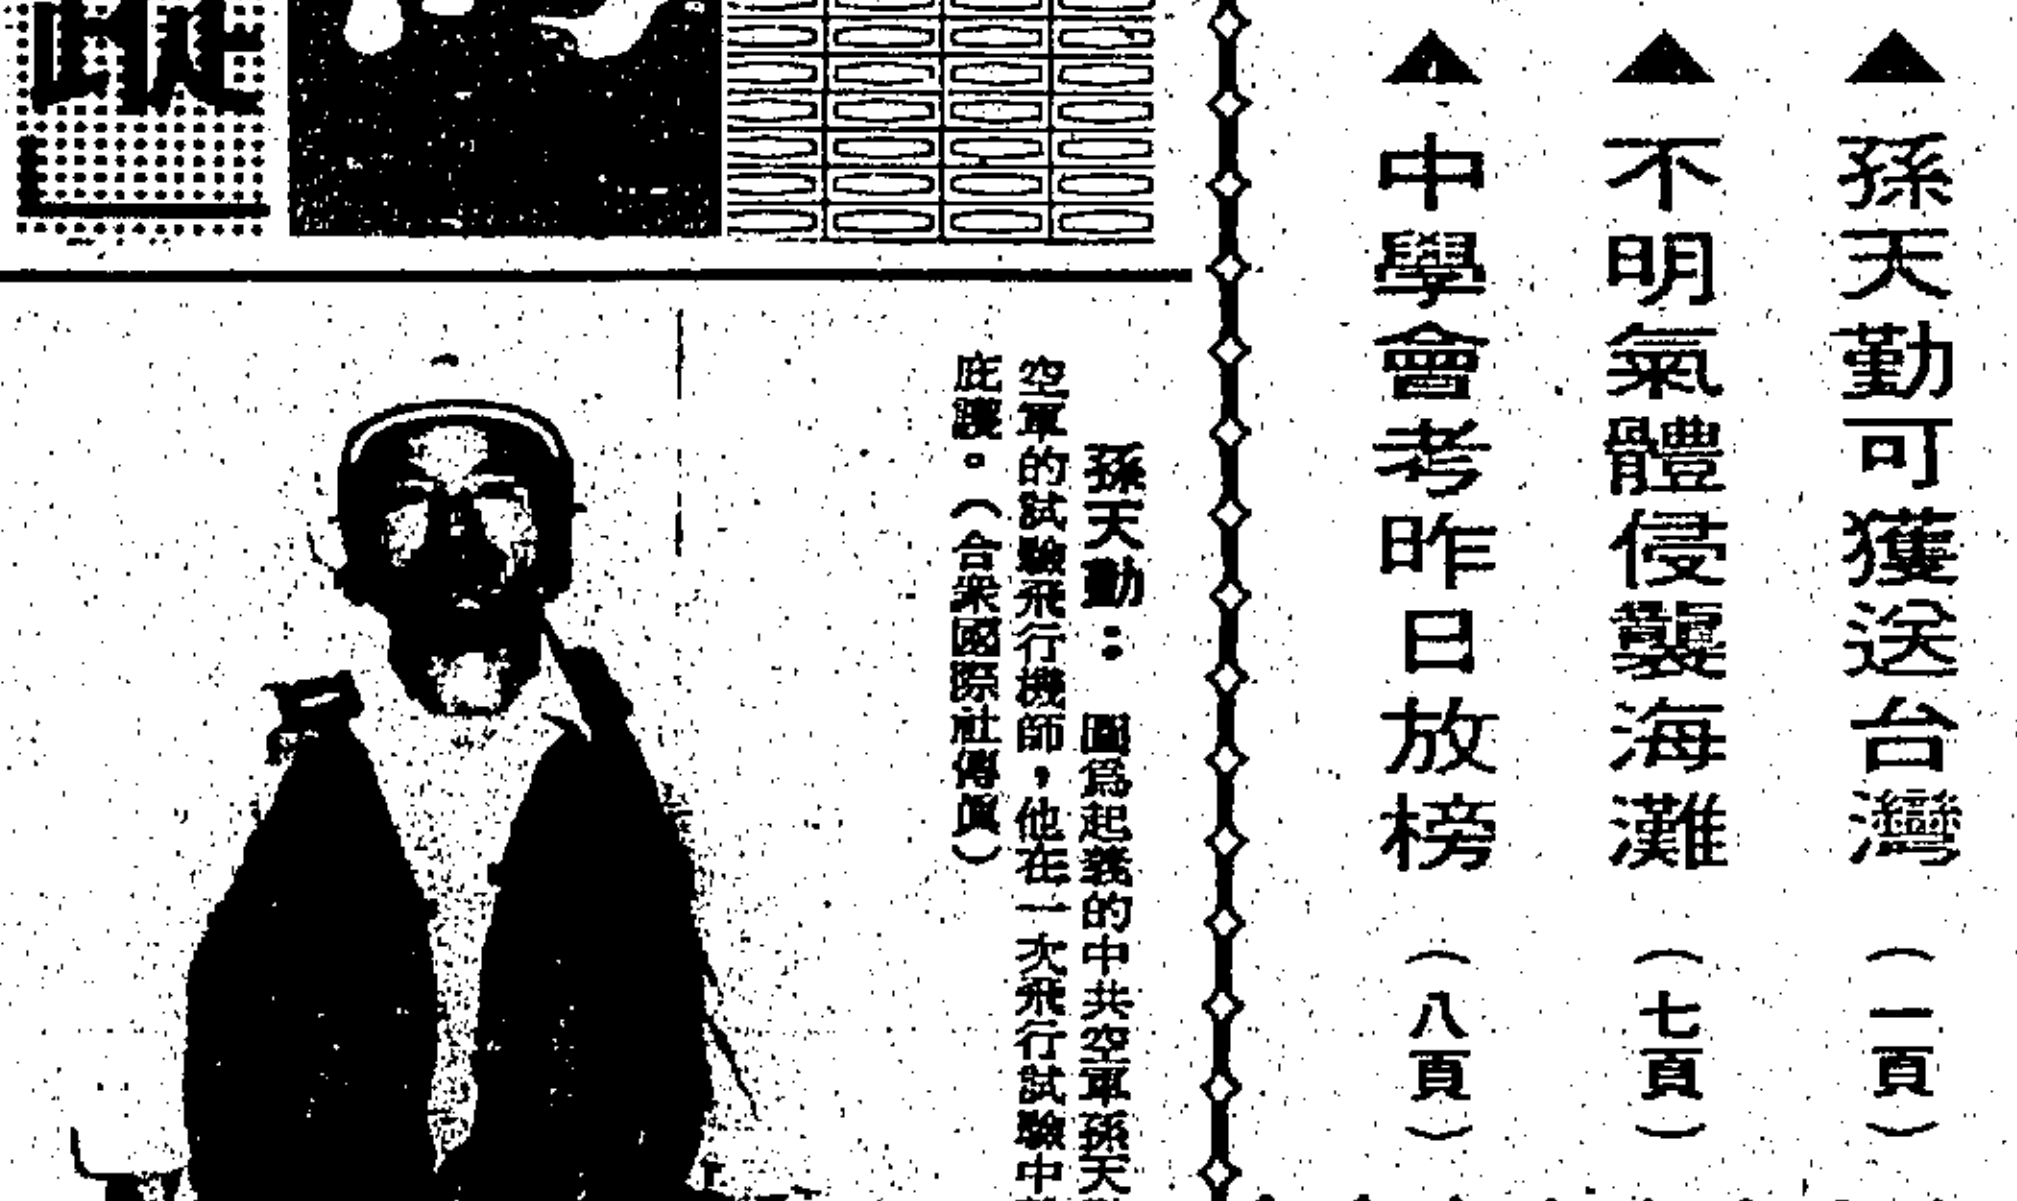 ▲孫天勤可獲送台灣（一頁）
▲不明氣體侵襲海灘（七頁）
▲中學會考昨日放榜（八頁）
孫天勤：圖爲起義的中共空軍孫天
空軍的試驗飛行機師，他在一次飛行試驗中
庇護。（合衆國際社傳眞）
蹤